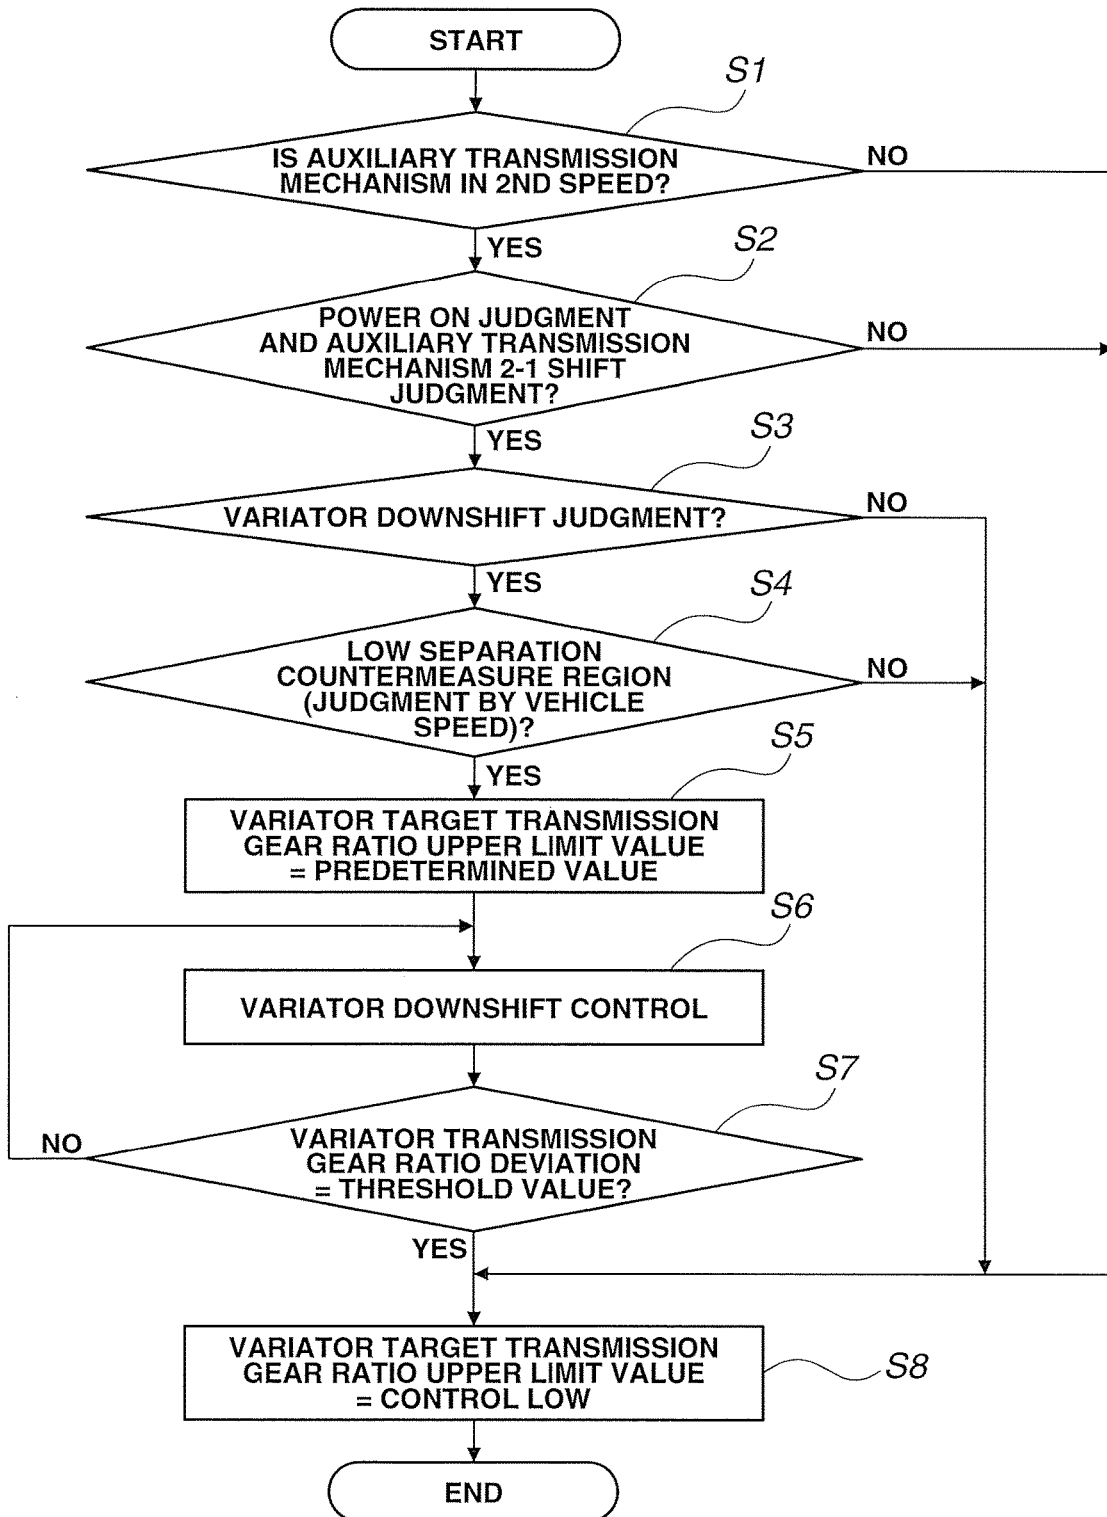 START
S1
IS AUXILIARY TRANSMISSION
MECHANISM IN 2ND SPEED?
NO
YES
S2
POWER ON JUDGMENT
AND AUXILIARY TRANSMISSION
MECHANISM 2-1 SHIFT
JUDGMENT?
NO
YES
S3
VARIATOR DOWNSHIFT JUDGMENT?
NO
YES
S4
LOW SEPARATION
COUNTERMEASURE REGION
(JUDGMENT BY VEHICLE
SPEED)?
NO
YES
S5
VARIATOR TARGET TRANSMISSION
GEAR RATIO UPPER LIMIT VALUE
= PREDETERMINED VALUE
S6
VARIATOR DOWNSHIFT CONTROL
S7
VARIATOR TRANSMISSION
GEAR RATIO DEVIATION
= THRESHOLD VALUE?
NO
YES
VARIATOR TARGET TRANSMISSION
GEAR RATIO UPPER LIMIT VALUE
= CONTROL LOW
S8
END